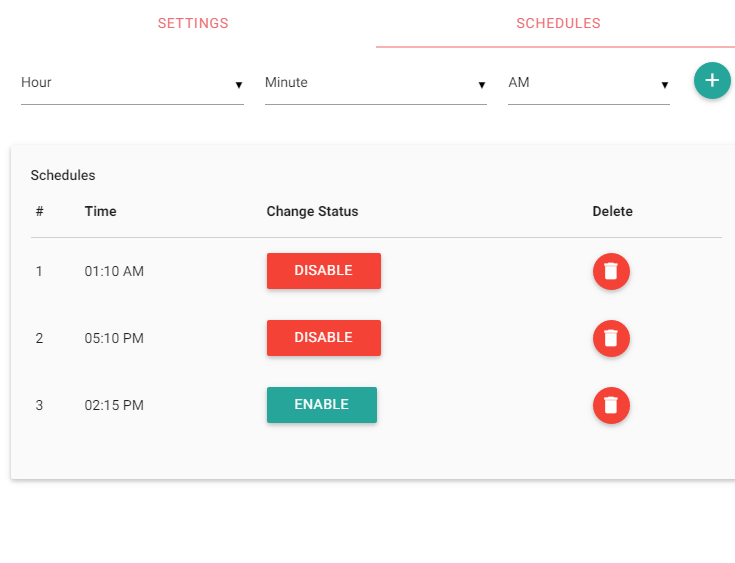 SETTINGS SCHEDULES
Hour Minute AM
Schedules
# Time Change Status Delete
1 01:10 AM DISABLE
2 05:10 PM DISABLE
3 02:15 PM ENABLE